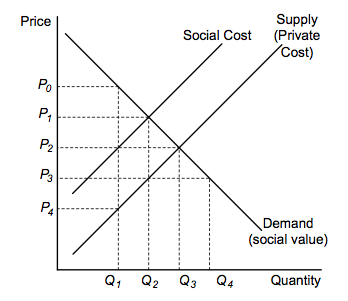 Price
Supply
(Private
Cost)
Social Cost
P0
P1
P2
P3
P4
Demand
(social value)
Q1 Q2 Q3 Q4 Quantity